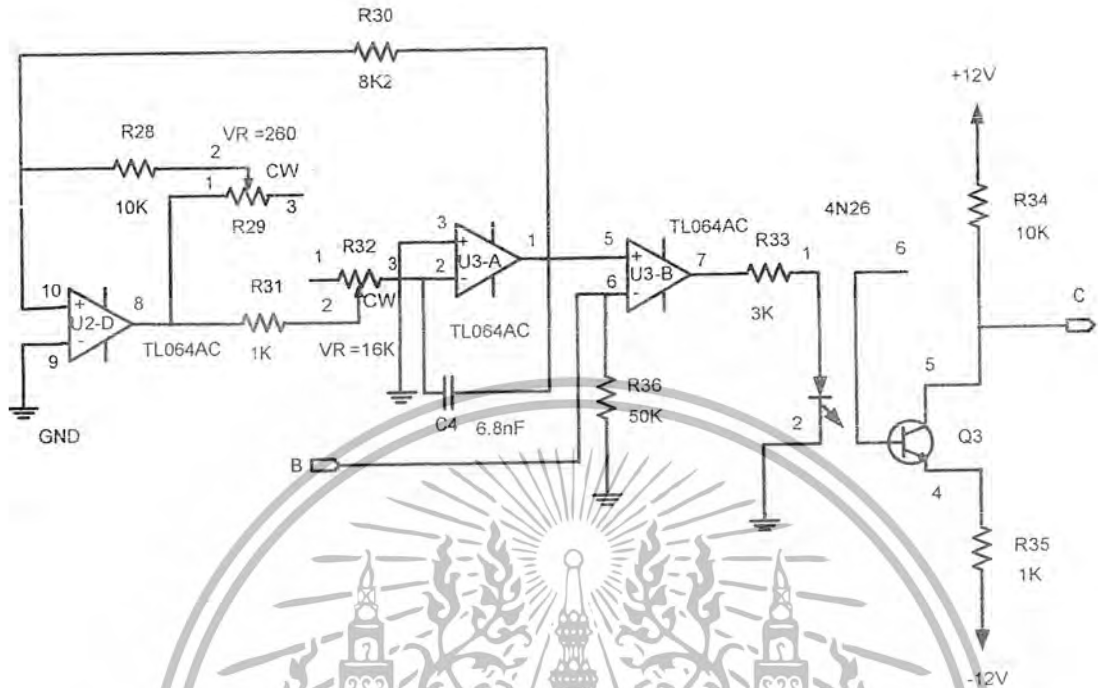 R30
8K2
+12V
R28
VR =260
2
CW
1
3
10K
R29
R34
10K
4N26
TL064AC
R33
3
1
5
7
1
6
R32
1
3
U3-A
U3-B
+
-
2
6
+
-
CW
R31
2
3K
C
10
8
+
U2-D
-
9
TL064AC
1K
VR =16K
TL064AC
5
R36
50K
2
Q3
C4
6.8nF
GND
B
4
R35
1K
-12V